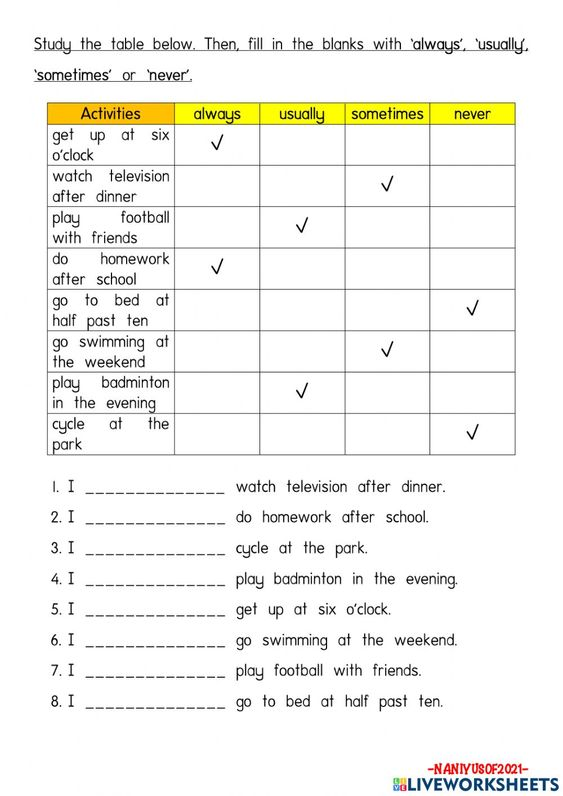 Study the table below. Then, fill in the blanks with ‘always’, ‘usually’,
‘sometimes’ or ‘never’.
Activities always usually sometimes never
get up at six
o’clock ✓
watch television
after dinner ✓
play football
with friends ✓
do homework
after school ✓
go to bed at
half past ten ✓
go swimming at
the weekend ✓
play badminton
in the evening ✓
cycle at the
park ✓
1. I ______________ watch television after dinner.
2. I ______________ do homework after school.
3. I ______________ cycle at the park.
4. I ______________ play badminton in the evening.
5. I ______________ get up at six o’clock.
6. I ______________ go swimming at the weekend.
7. I ______________ play football with friends.
8. I ______________ go to bed at half past ten.
-NANIYUSOF2021-
LIVEWORKSHEETS